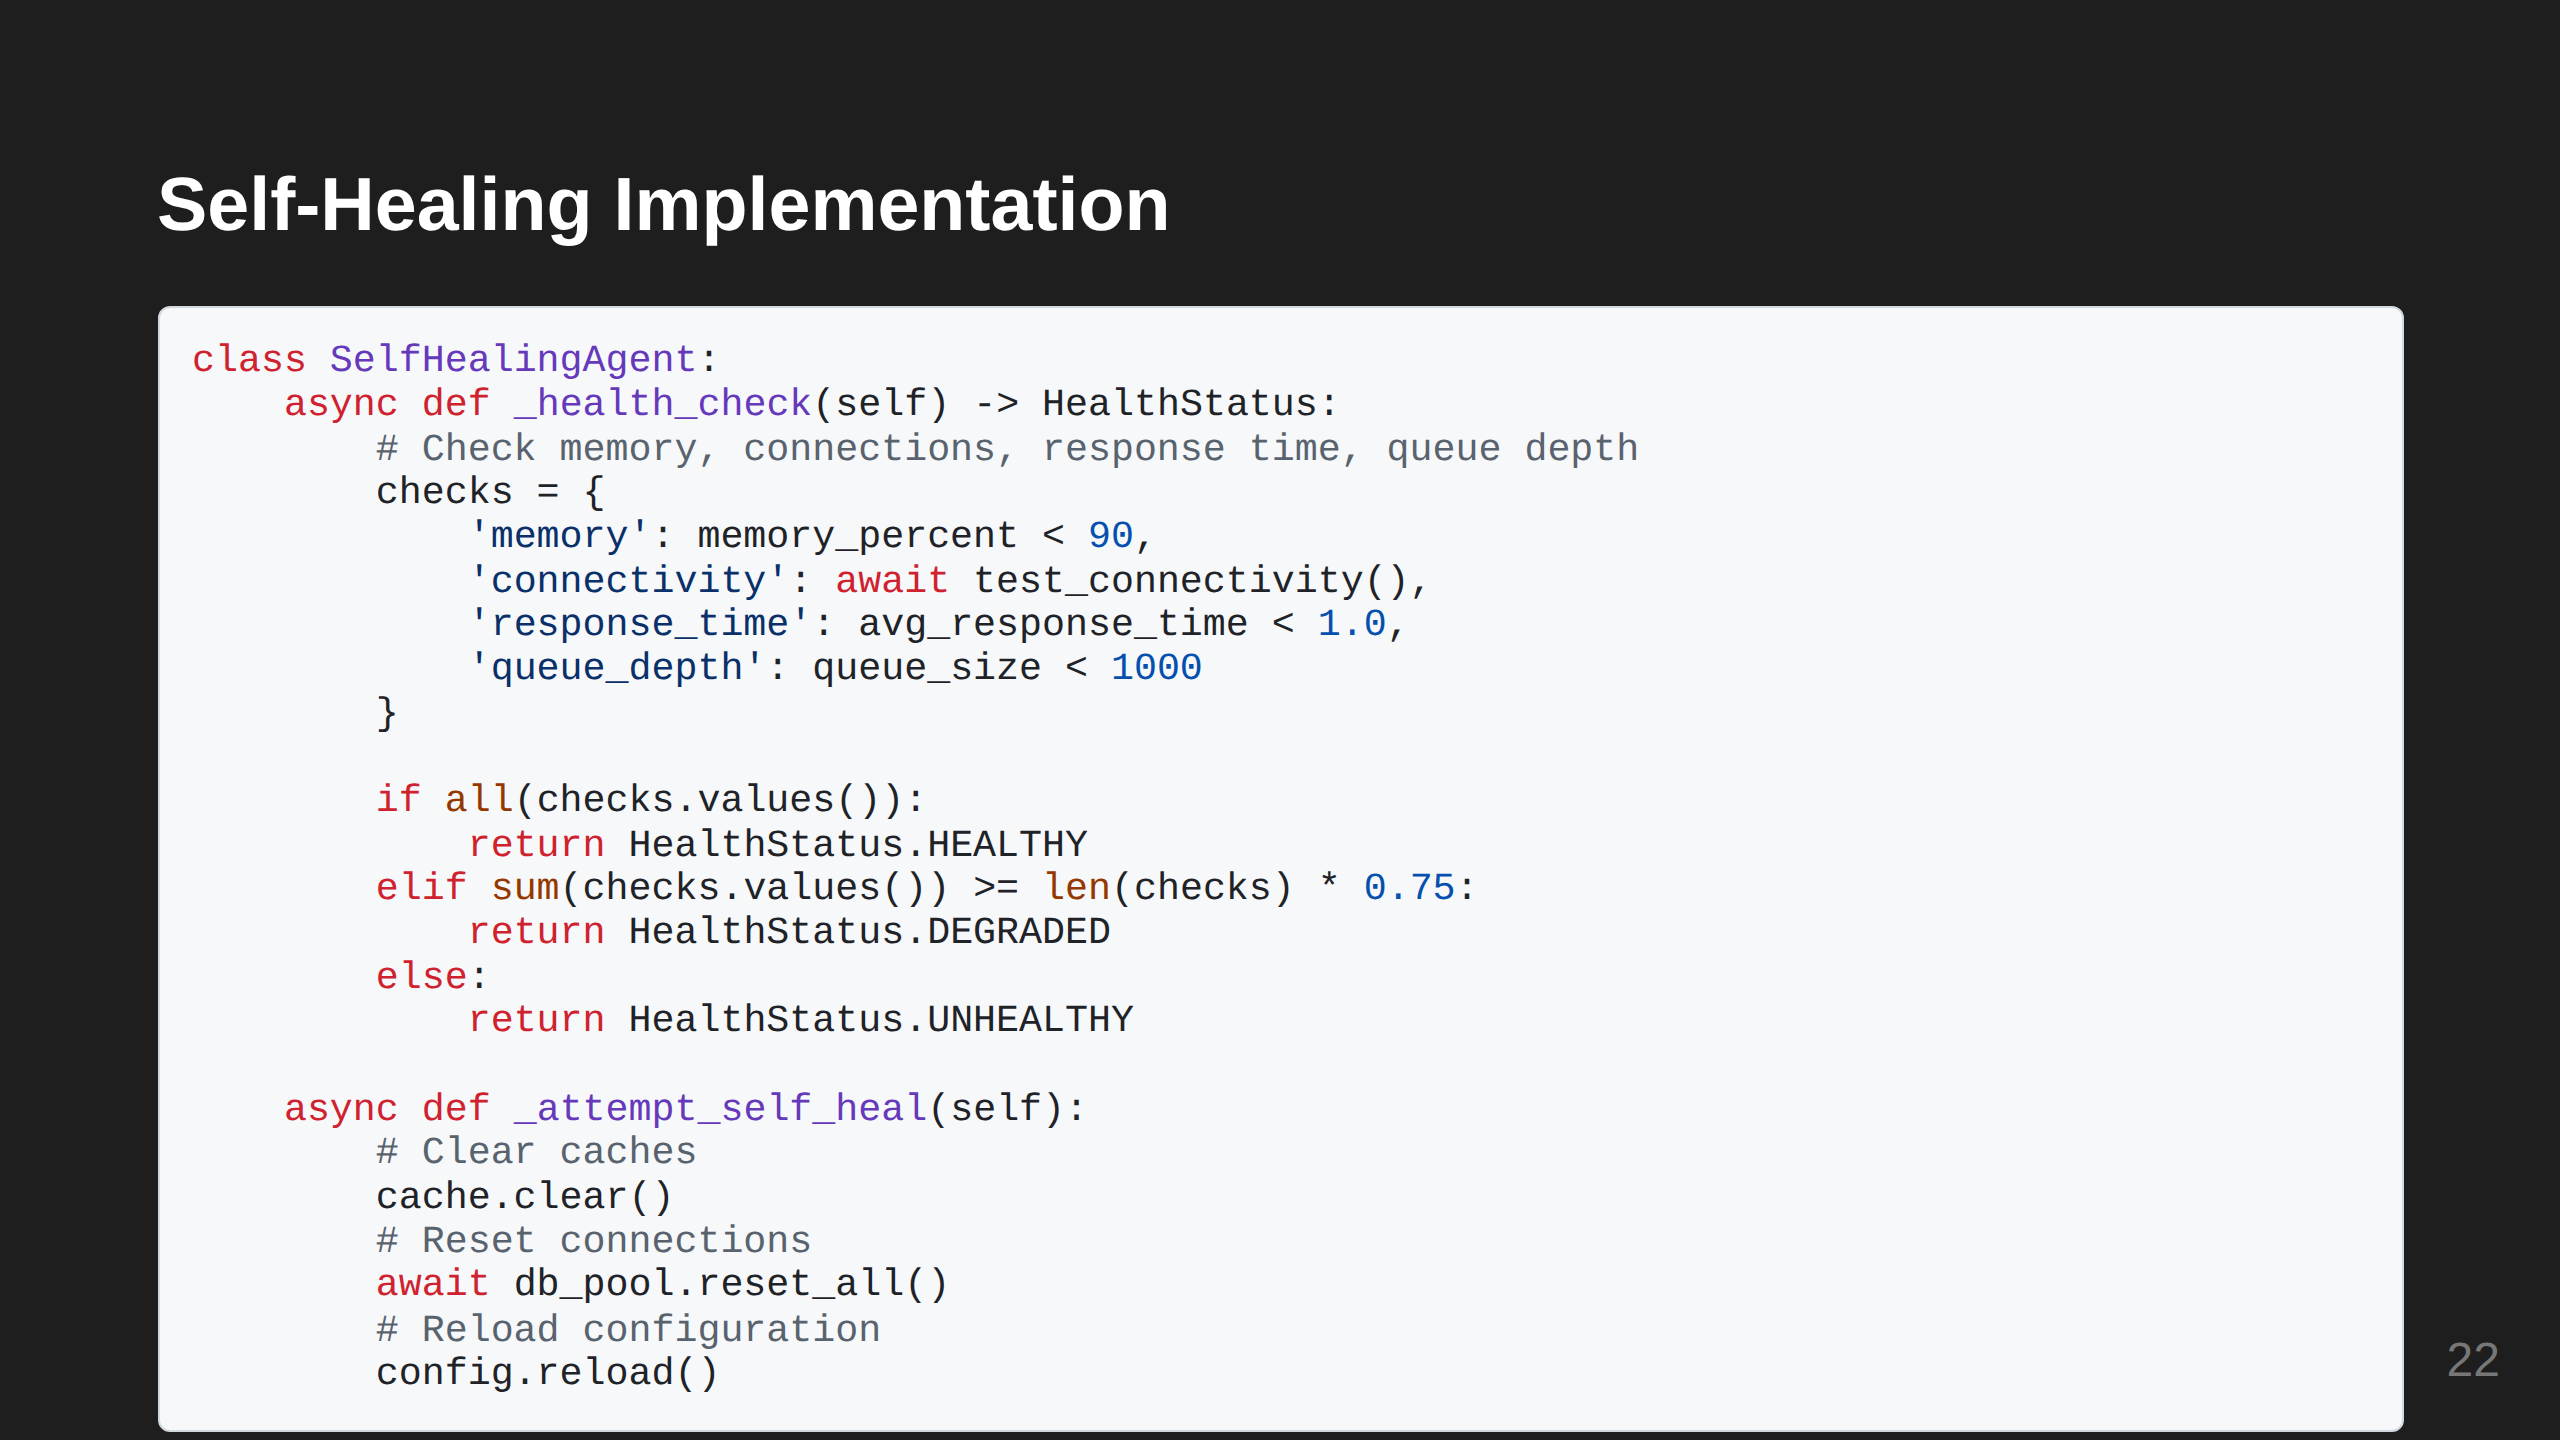 Self-Healing Implementation
class SelfHealingAgent:
    async def _health_check(self) -> HealthStatus:
        # Check memory, connections, response time, queue depth
        checks = {
            'memory': memory_percent < 90,
            'connectivity': await test_connectivity(),
            'response_time': avg_response_time < 1.0,
            'queue_depth': queue_size < 1000
        }

        if all(checks.values()):
            return HealthStatus.HEALTHY
        elif sum(checks.values()) >= len(checks) * 0.75:
            return HealthStatus.DEGRADED
        else:
            return HealthStatus.UNHEALTHY

    async def _attempt_self_heal(self):
        # Clear caches
        cache.clear()
        # Reset connections
        await db_pool.reset_all()
        # Reload configuration
        config.reload()
22